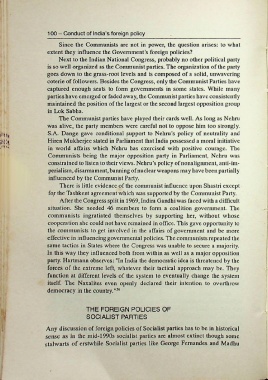 100 – Conduct of India's foreign policy
Since the Communists are not in power, the question arises: to what
extent they influence the Government's foreign policies?
Next to the Indian National Congress, probably no other political party
is so well organized as the Communist parties. The organization of the party
goes down to the grass-root levels and is composed of a solid, unwavering
coterie of followers. Besides the Congress, only the Communist Parties have
captured enough seats to form governments in some states. While many
parties have emerged or faded away, the Communist parties have consistently
maintained the position of the largest or the second largest opposition group
in Lok Sabha.
The Communist parties have played their cards well. As long as Nehru
was alive, the party members were careful not to oppose him too strongly.
S.A. Dange gave conditional support to Nehru's policy of neutrality and
Hiren Mukherjee stated in Parliament that India possessed a moral initiative
in world affairs which Nehru has exercised with positive courage. The
Communists being the major opposition party in Parliament, Nehru was
constrained to listen to their views. Nehru's policy of nonalignment, anti-im-
perialism, disarmament, banning of nuclear weapons may have been partially
influenced by the Communist Party.
There is little evidence of the communist influence upon Shastri except
for the Tashkent agreement which was supported by the Communist Party.
After the Congress split in 1969, Indira Gandhi was faced with a difficult
situation. She needed 46 members to form a coalition government. The
communists ingratiated themselves by supporting her, without whose
cooperation she could not have remained in office. This gave opportunity to
the communists to get involved in the affairs of government and be more
effective in influencing governmental policies. The communists repeated the
same tactics in States where the Congress was unable to secure a majority.
In this way they influenced both from within as well as a major opposition
party. Hartmann observes: "In India the democratic idea is threatened by the
forces of the extreme left, whatever their tactical approach may be. They
function at different levels of the system to eventually change the system
itself. The Naxalites even openly declared their intention to overthrow
democracy in the country."
THE FOREIGN POLICIES OF
SOCIALIST PARTIES
Any discussion of foreign policies of Socialist parties has to be in historical
sense as in the mid-1990s socialist parties are almost extinct though some
stalwarts of erstwhile Socialist parties like George Fernandes and Madhu